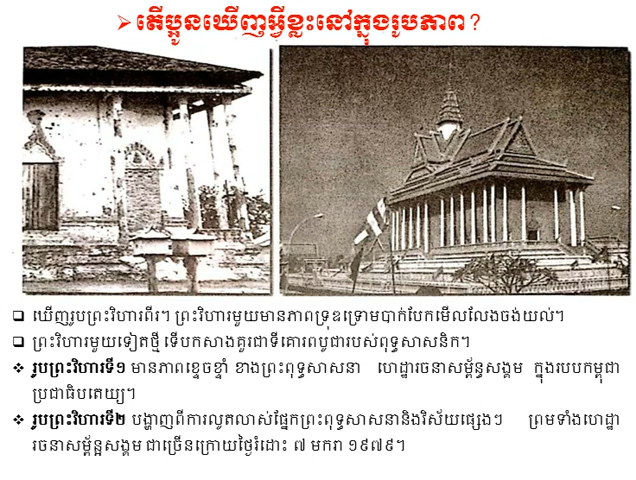 ➢ តើប្អូនឃើញអ្វីខ្លះនៅក្នុងរូបភាព?
❑ ឃើញរូបព្រះវិហារពីរ។ ព្រះវិហារមួយមានភាពទ្រុឌទ្រោមបាក់បែកមើលលែងចង់យល់។
❑ ព្រះវិហារមួយទៀតថ្មី ទើបកសាងគួរជាទីគោរពបូជារបស់ពុទ្ធសាសនិក។
❖ រូបព្រះវិហារទី១ មានភាពខ្ទេចខ្ទាំ ខាងព្រះពុទ្ធសាសនា ហេដ្ឋារចនាសម្ព័ន្ធសង្គម ក្នុងរបបកម្ពុជា
ប្រជាធិបតេយ្យ។
❖ រូបព្រះវិហារទី២ បង្ហាញពីការលូតលាស់ផ្នែកព្រះពុទ្ធសាសនានិងវិស័យផ្សេងៗ ព្រមទាំងហេដ្ឋា
រចនាសម្ព័ន្ឋសង្គម ជាច្រើនក្រោយថ្ងៃរំដោះ ៧ មករា ១៩៧៩។